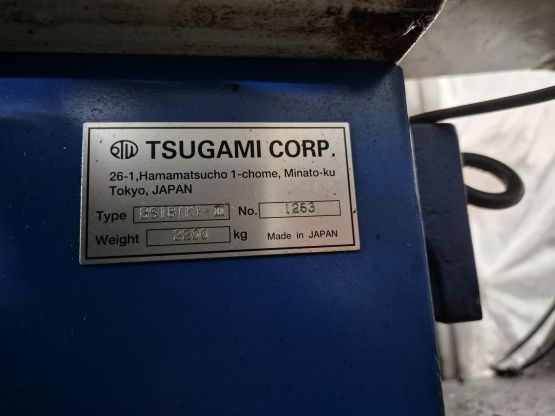 TSUGAMI CORP.
26-1,Hamamatsucho 1-chome, Minato-ku
Tokyo, JAPAN
Type No. 1263
Weight 2200 kg Made in JAPAN